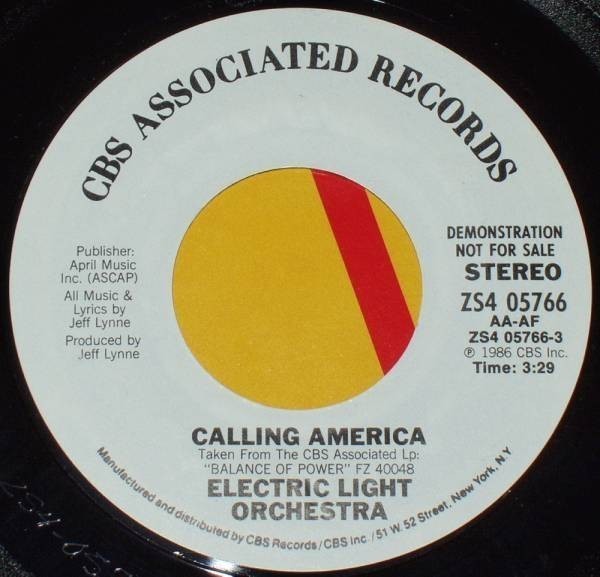 CBS ASSOCIATED RECORDS
Publisher:
April Music
Inc. (ASCAP)
All Music &
Lyrics by
Jeff Lynne
Produced by
Jeff Lynne
DEMONSTRATION
NOT FOR SALE
STEREO
ZS4 05766
AA-AF
ZS4 05766-3
℗ 1986 CBS Inc.
Time: 3:29
CALLING AMERICA
Taken From The CBS Associated Lp:
"BALANCE OF POWER" FZ 40048
ELECTRIC LIGHT
ORCHESTRA
Manufactured and distributed by CBS Records/CBS Inc./51 W. 52 Street, New York, N.Y